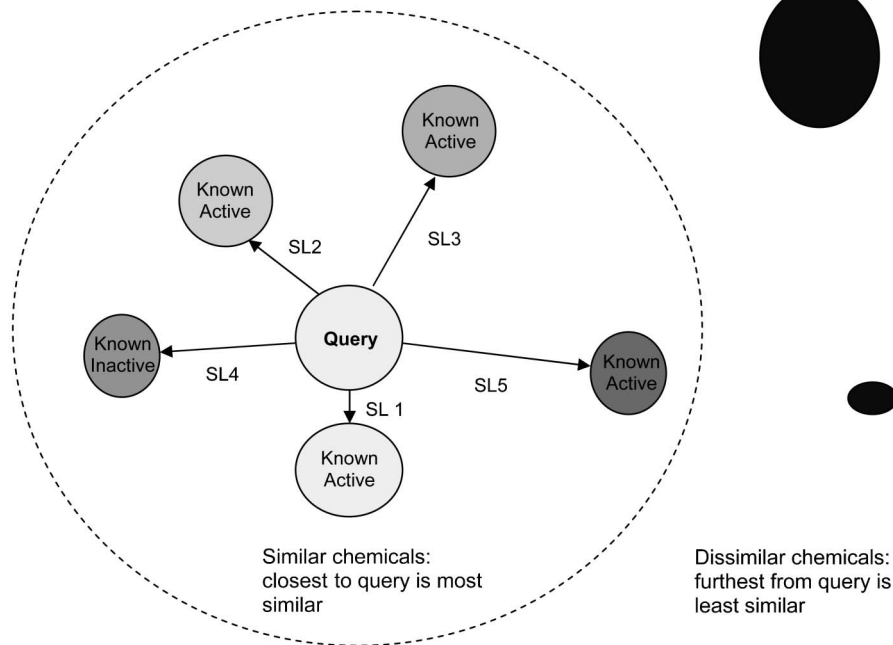 Known
Active
Known
Active
SL3
SL2
Query
Known
Inactive
SL4
Known
Active
SL5
SL 1
Known
Active
Similar chemicals:
closest to query is most
similar
Dissimilar chemicals:
furthest from query is
least similar